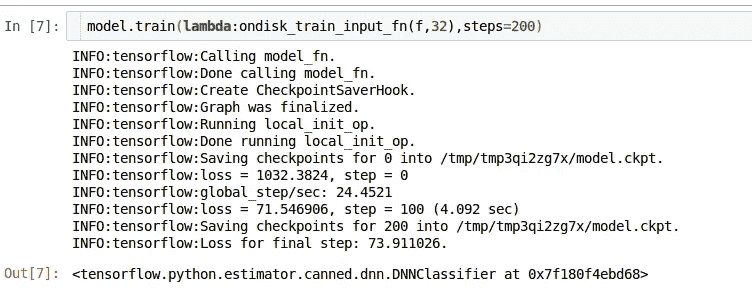 In [7]: model.train(lambda:ondisk_train_input_fn(f,32),steps=200)
INFO:tensorflow:Calling model_fn.
INFO:tensorflow:Done calling model_fn.
INFO:tensorflow:Create CheckpointSaverHook.
INFO:tensorflow:Graph was finalized.
INFO:tensorflow:Running local_init_op.
INFO:tensorflow:Done running local_init_op.
INFO:tensorflow:Saving checkpoints for 0 into /tmp/tmp3qi2zg7x/model.ckpt.
INFO:tensorflow:loss = 1032.3824, step = 0
INFO:tensorflow:global_step/sec: 24.4521
INFO:tensorflow:loss = 71.546906, step = 100 (4.092 sec)
INFO:tensorflow:Saving checkpoints for 200 into /tmp/tmp3qi2zg7x/model.ckpt.
INFO:tensorflow:Loss for final step: 73.911026.
Out[7]: <tensorflow.python.estimator.canned.dnn.DNNClassifier at 0x7f180f4ebd68>